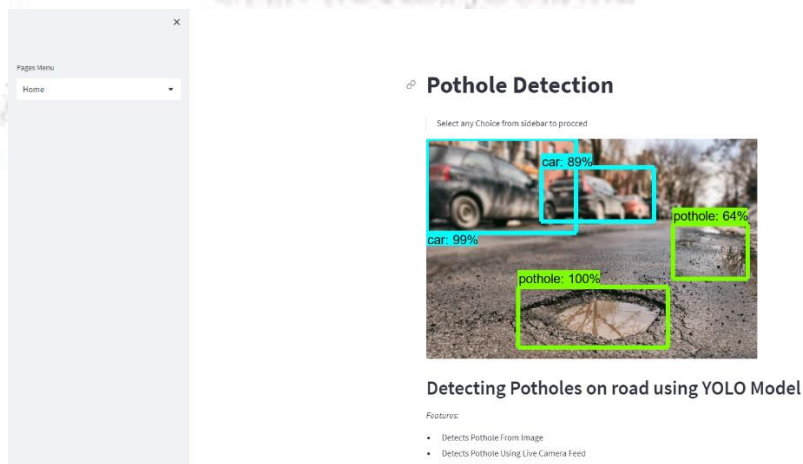 Pages Menu
Home
Pothole Detection
Select any Choice from sidebar to procced
car: 89%
pothole: 64%
car: 99%
pothole: 100%
Detecting Potholes on road using YOLO Model
Features:
Detects Pothole From Image
Detects Pothole Using Live Camera Feed